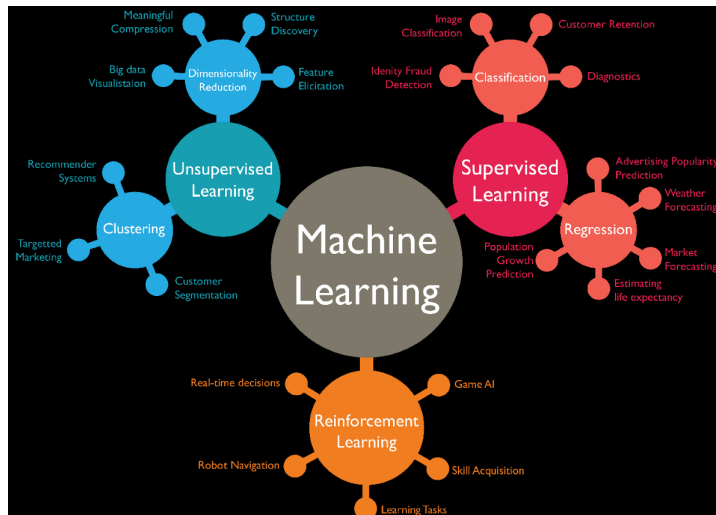 Meaningful
Compression
Structure
Discovery
Big data
Visualistaion
Dimensionality
Reduction
Feature
Elicitation
Unsupervised
Learning
Recommender
Systems
Clustering
Targetted
Marketing
Customer
Segmentation
Machine
Learning
Image
Classification
Customer Retention
Idenity Fraud
Detection
Classification
Diagnostics
Supervised
Learning
Advertising Popularity
Prediction
Weather
Forecasting
Regression
Population
Growth
Prediction
Market
Forecasting
Estimating
life expectancy
Real-time decisions
Game AI
Reinforcement
Learning
Robot Navigation
Skill Acquisition
Learning Tasks